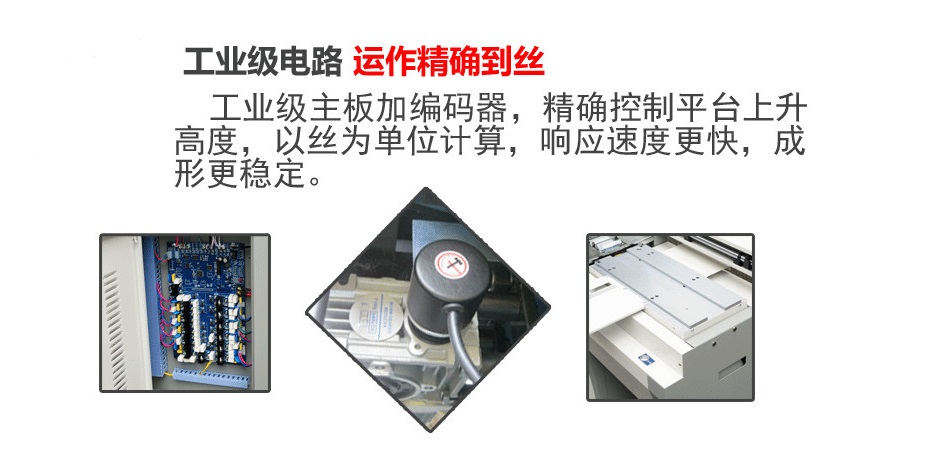 工业级电路 运作精确到丝
工业级主板加编码器，精确控制平台上升
高度，以丝为单位计算，响应速度更快，成
形更稳定。